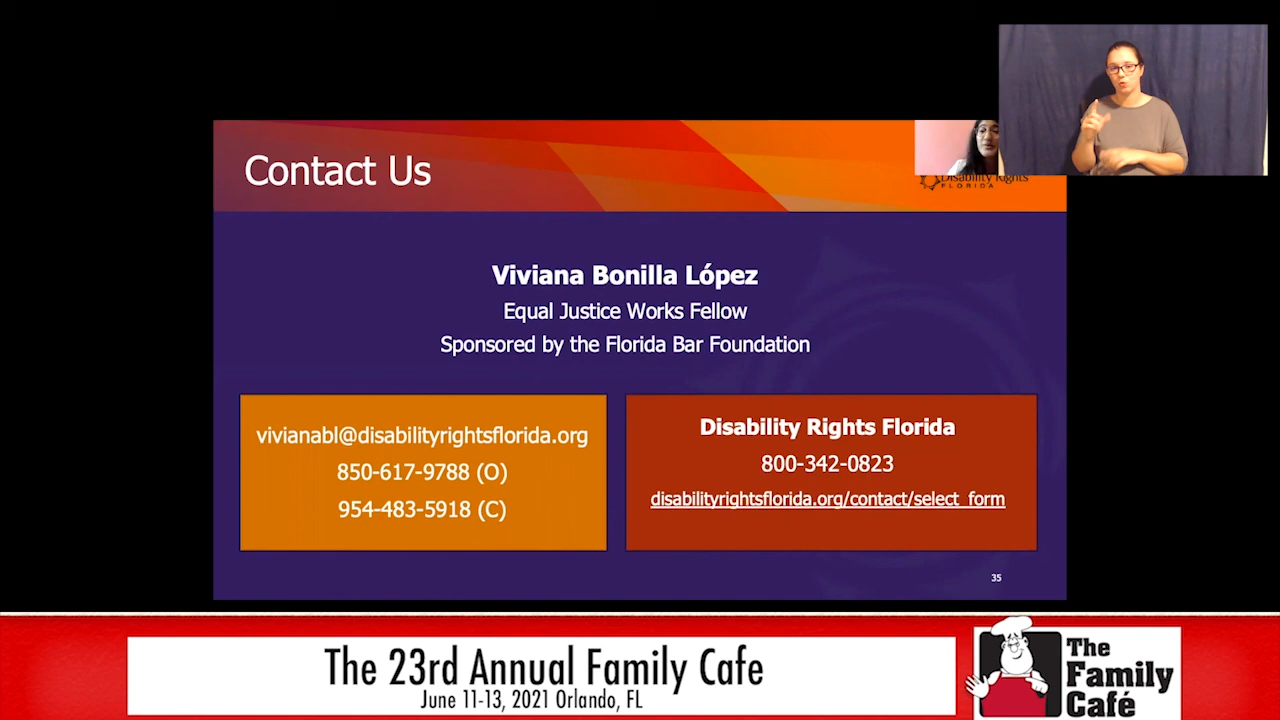 Contact Us
Disability Rights
FLORIDA
Viviana Bonilla López
Equal Justice Works Fellow
Sponsored by the Florida Bar Foundation
vivianabl@disabilityrightsflorida.org
850-617-9788 (O)
954-483-5918 (C)
Disability Rights Florida
800-342-0823
disabilityrightsflorida.org/contact/select_form
35
The 23rd Annual Family Cafe
June 11-13, 2021 Orlando, FL
The
Family
Café